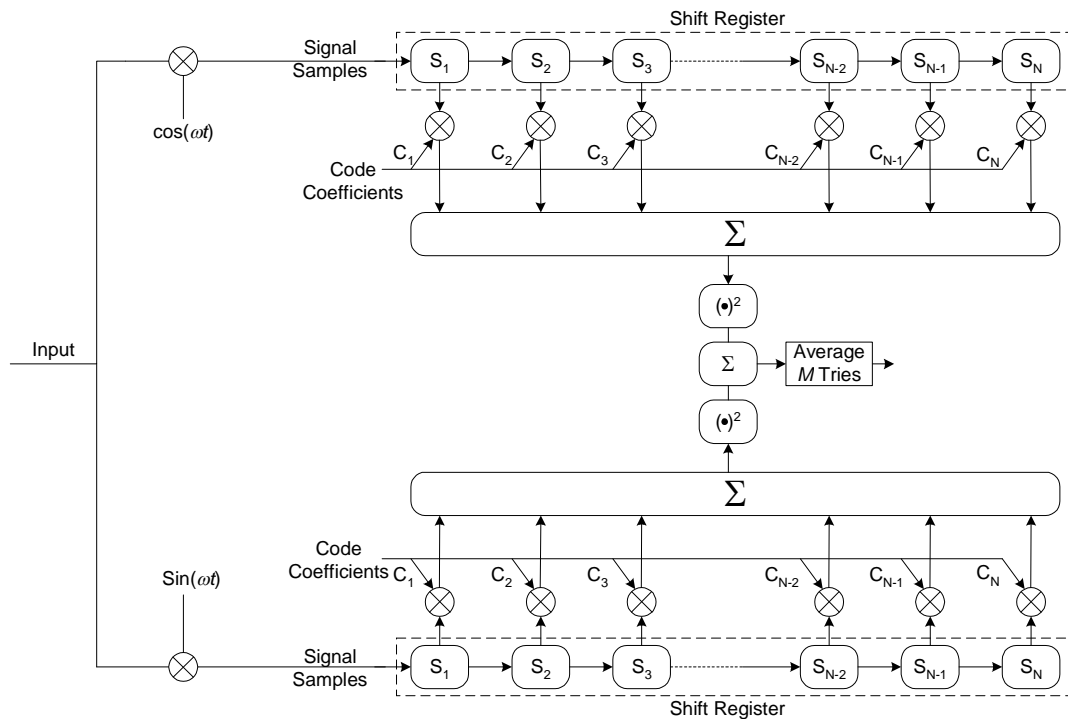 Shift Register
Signal
Samples
S1 S2 S3 SN-2 SN-1 SN
cos(ωt)
C1 C2 C3 CN-2 CN-1 CN
Code
Coefficients
Σ
(•)²
Input
Σ
Average
M Tries
(•)²
Σ
Code
Coefficients
C1 C2 C3 CN-2 CN-1 CN
Sin(ωt)
Signal
Samples
S1 S2 S3 SN-2 SN-1 SN
Shift Register